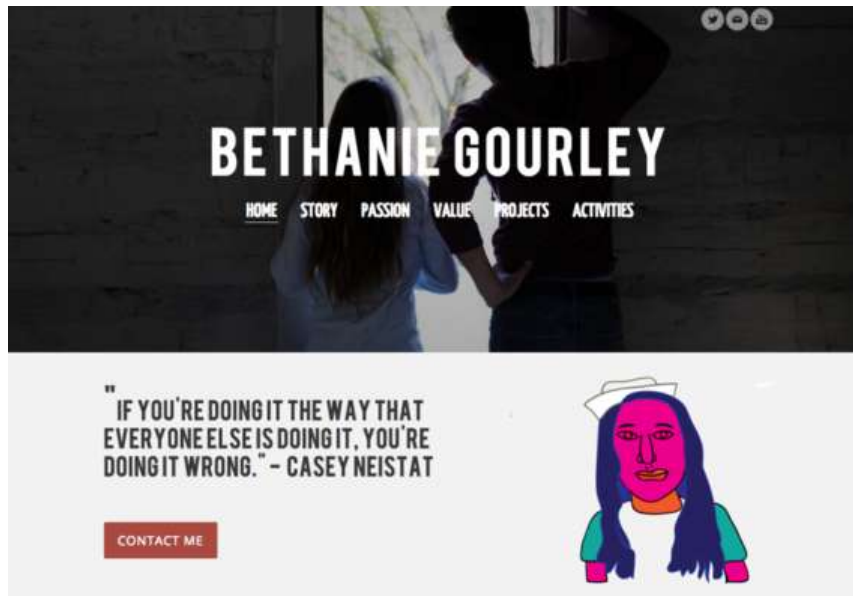 BETHANIE GOURLEY
HOME STORY PASSION VALUE PROJECTS ACTIVITIES
"IF YOU'RE DOING IT THE WAY THAT
EVERYONE ELSE IS DOING IT, YOU'RE
DOING IT WRONG." - CASEY NEISTAT
CONTACT ME